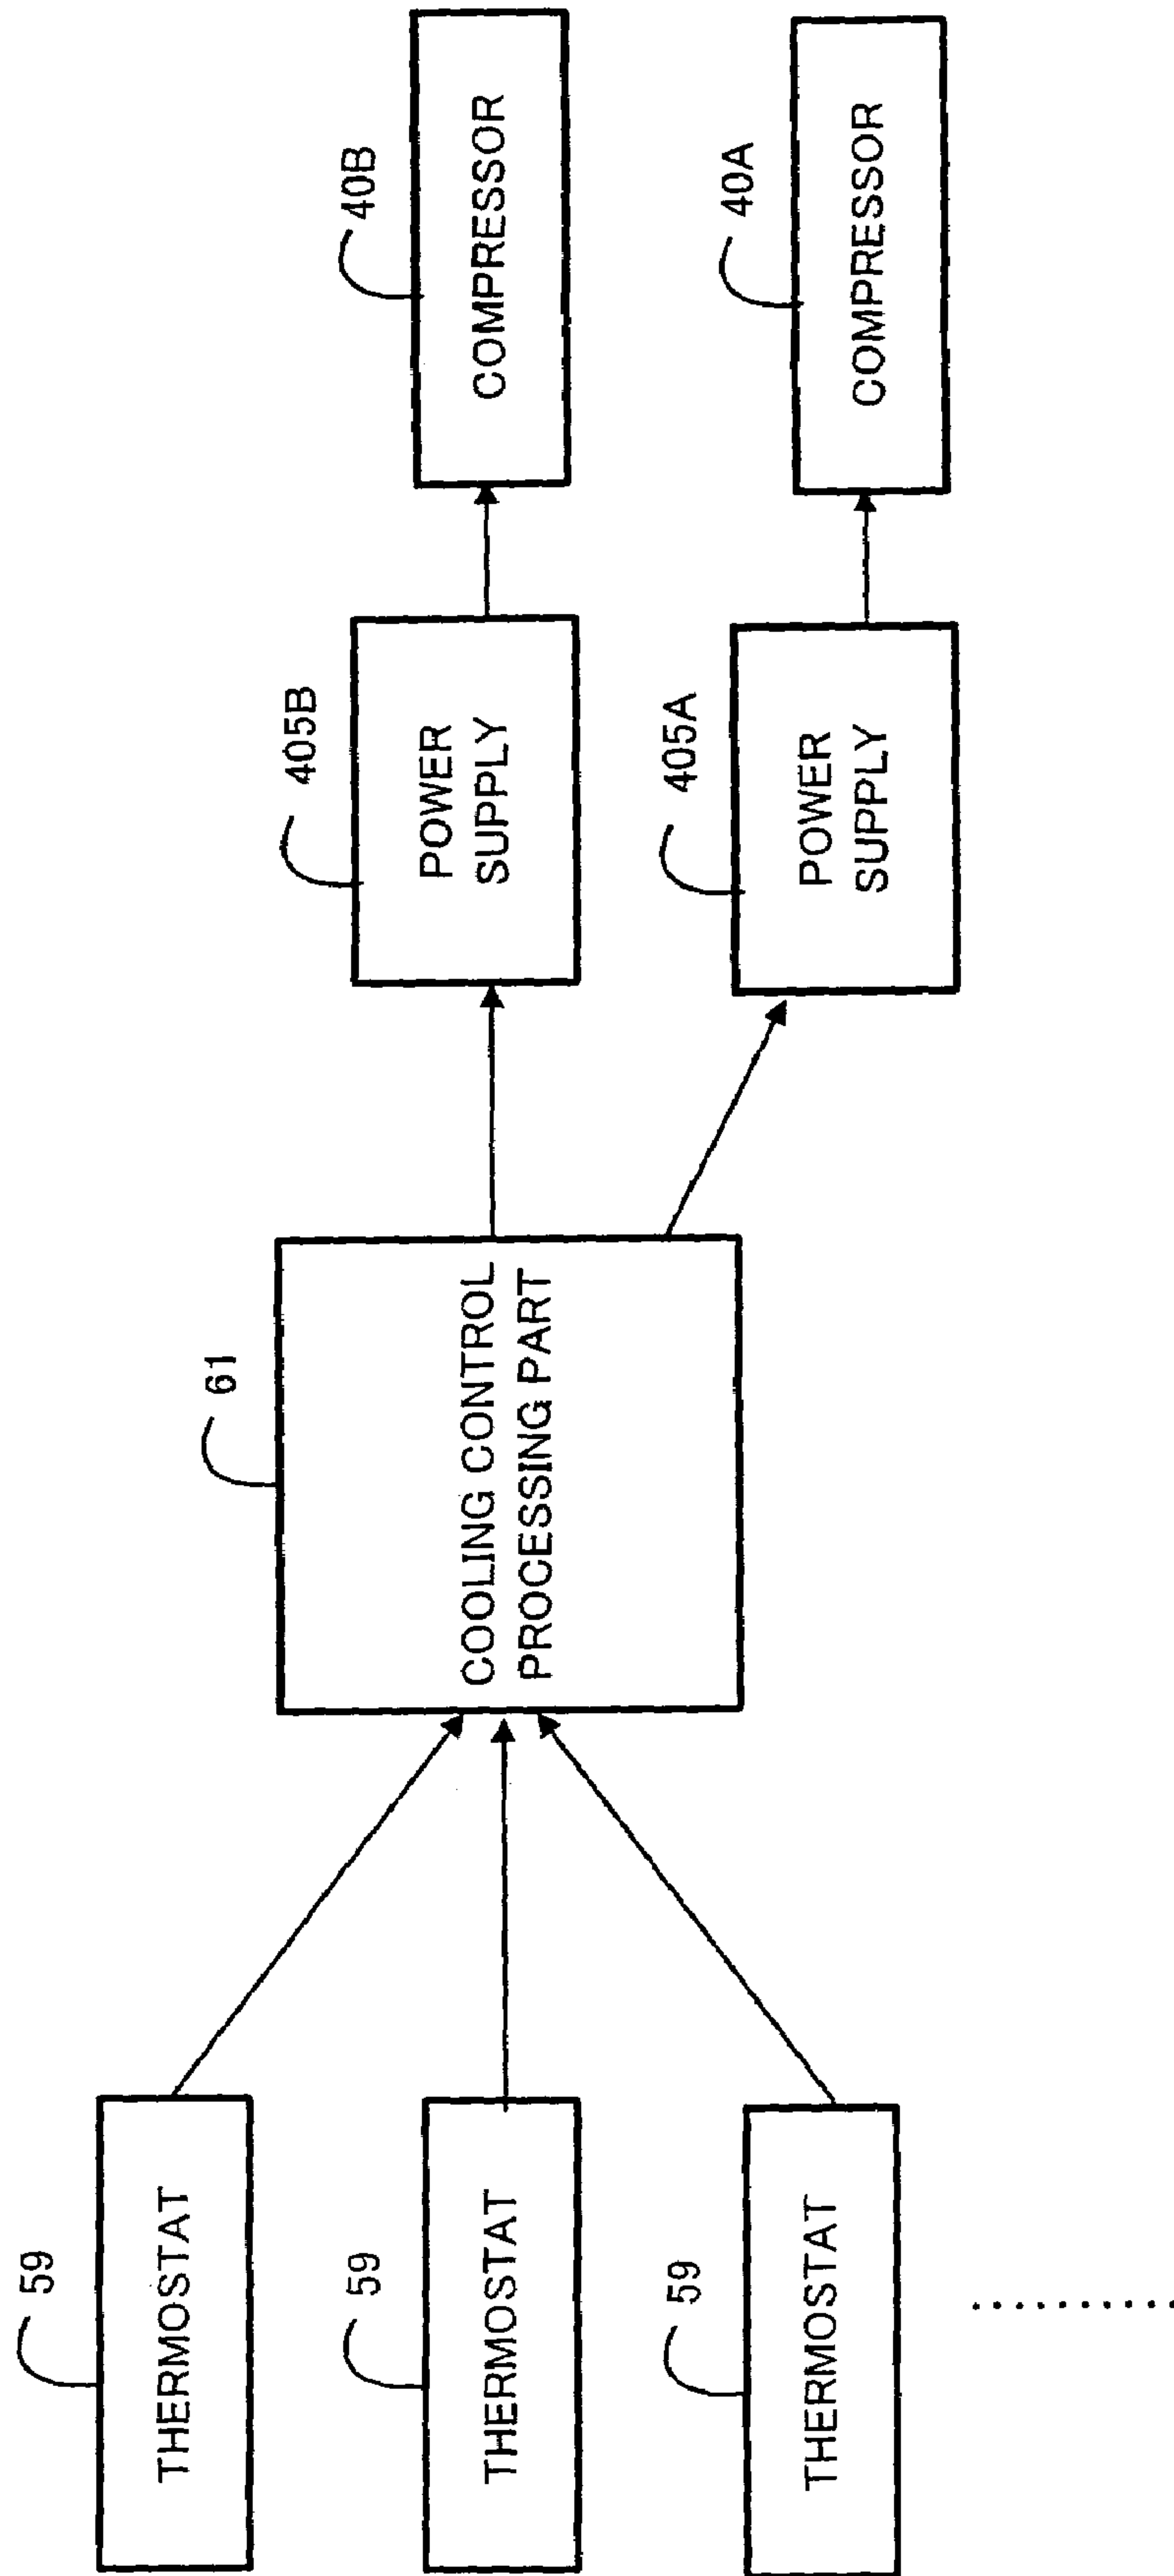 59
THERMOSTAT
59
THERMOSTAT
59
THERMOSTAT
61
COOLING CONTROL
PROCESSING PART
405B
POWER
SUPPLY
405A
POWER
SUPPLY
40B
COMPRESSOR
40A
COMPRESSOR